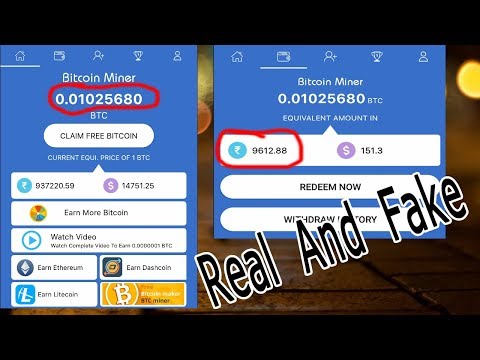 Bitcoin Miner
0.01025680
BTC
CLAIM FREE BITCOIN
CURRENT EQUI. PRICE OF 1 BTC
₹ 937220.59
$ 14751.25
Earn More Bitcoin
Watch Video
Watch Complete Video To Earn 0.0000001 BTC
Earn Ethereum
Earn Dashcoin
Earn Litecoin
Free
Bitcoin maker
BTC miner
Bitcoin Miner
0.01025680 BTC
EQUIVALENT AMOUNT IN
₹ 9612.88
$ 151.3
REDEEM NOW
Real And Fake